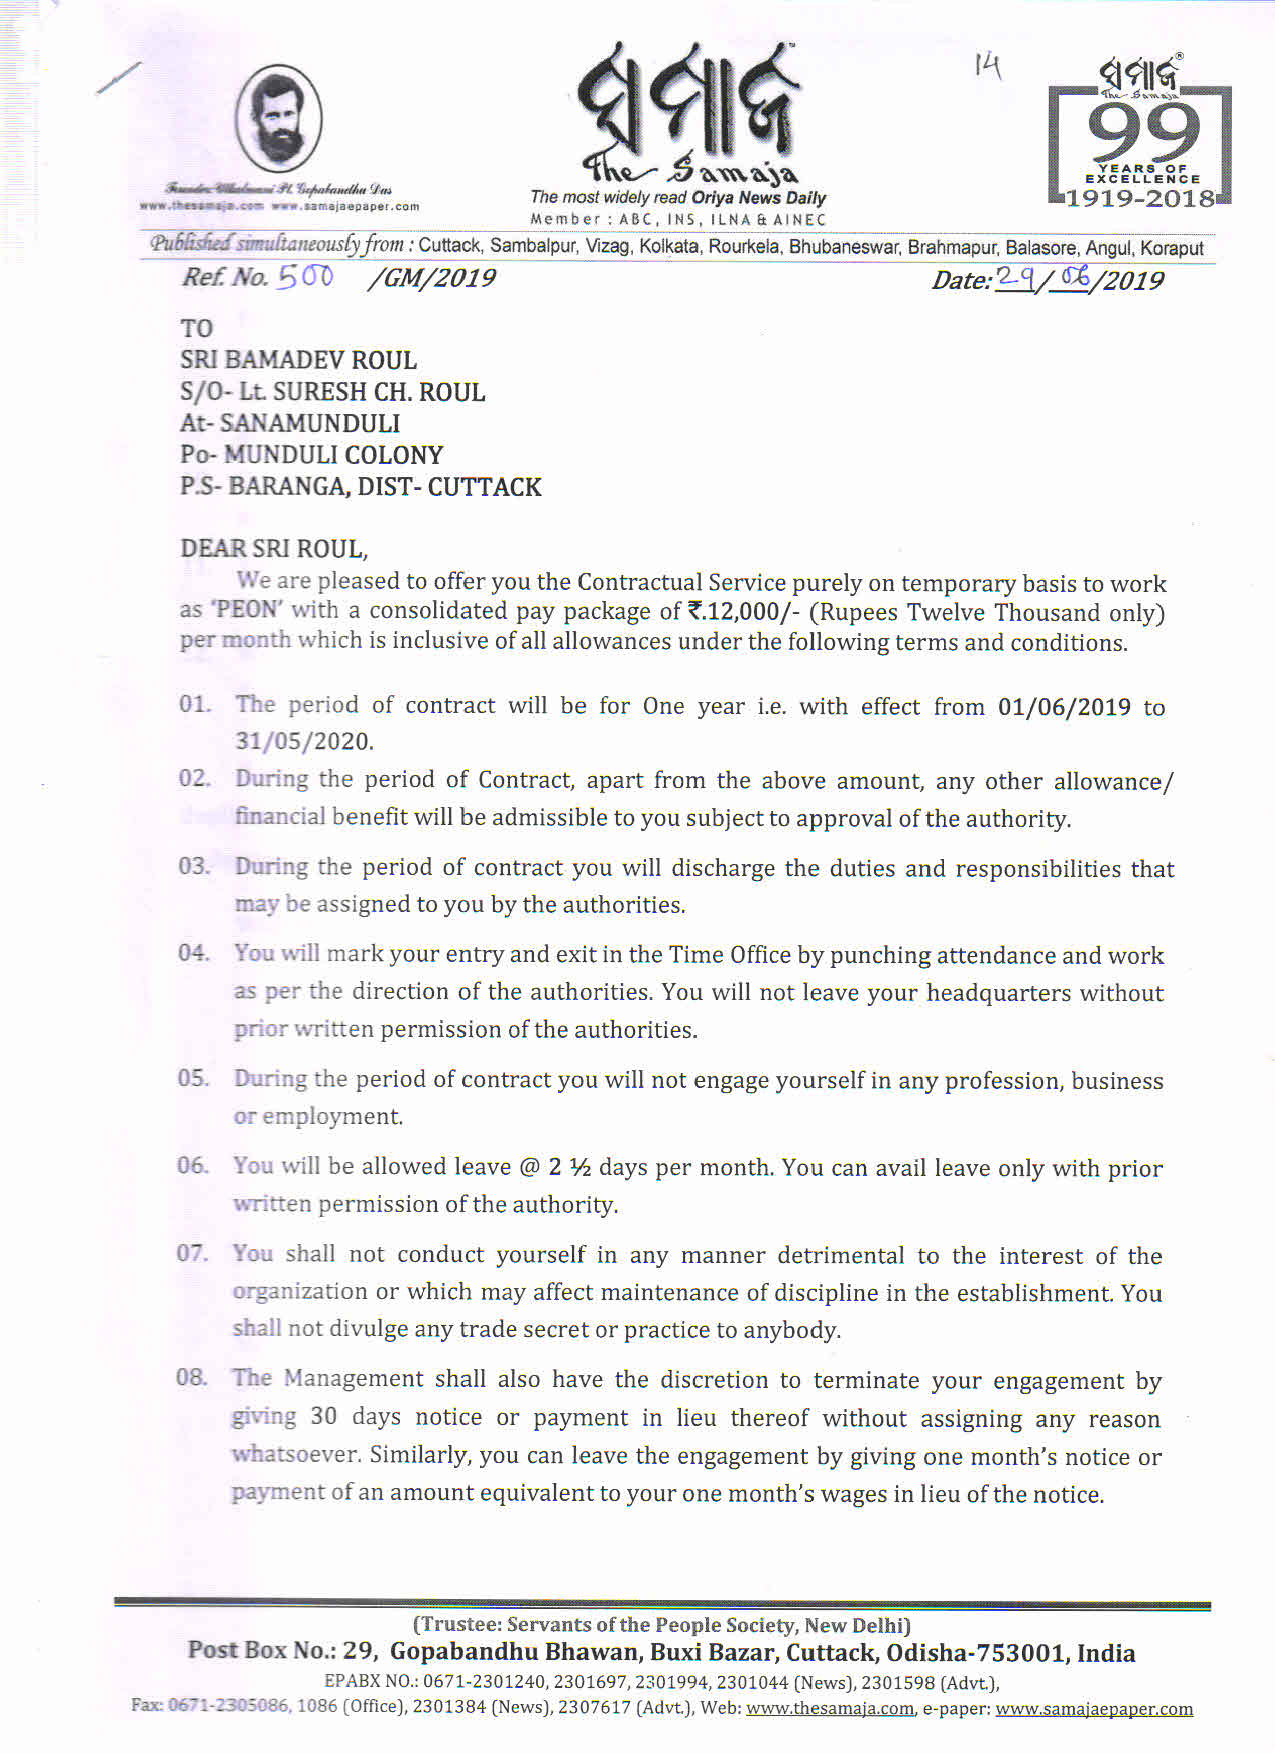 ସମାଜ
The Samaja
The most widely read Oriya News Daily
Member : ABC, INS, ILNA & AINEC
14
ସମାଜ
The Samaja
99
YEARS OF
EXCELLENCE
1919-2018
Founder Utkalmani Pt. Gopabandhu Das
www.thesamaja.com www.samajaepaper.com
Published simultaneously from : Cuttack, Sambalpur, Vizag, Kolkata, Rourkela, Bhubaneswar, Brahmapur, Balasore, Angul, Koraput
Ref. No. 500 /GM/2019 Date:29/06/2019
TO
SRI BAMADEV ROUL
S/O- Lt. SURESH CH. ROUL
At- SANAMUNDULI
Po- MUNDULI COLONY
P.S- BARANGA, DIST- CUTTACK
DEAR SRI ROUL,
We are pleased to offer you the Contractual Service purely on temporary basis to work
as 'PEON' with a consolidated pay package of ₹.12,000/- (Rupees Twelve Thousand only)
per month which is inclusive of all allowances under the following terms and conditions.
01. The period of contract will be for One year i.e. with effect from 01/06/2019 to
31/05/2020.
02. During the period of Contract, apart from the above amount, any other allowance/
financial benefit will be admissible to you subject to approval of the authority.
03. During the period of contract you will discharge the duties and responsibilities that
may be assigned to you by the authorities.
04. You will mark your entry and exit in the Time Office by punching attendance and work
as per the direction of the authorities. You will not leave your headquarters without
prior written permission of the authorities.
05. During the period of contract you will not engage yourself in any profession, business
or employment.
06. You will be allowed leave @ 2 ½ days per month. You can avail leave only with prior
written permission of the authority.
07. You shall not conduct yourself in any manner detrimental to the interest of the
organization or which may affect maintenance of discipline in the establishment. You
shall not divulge any trade secret or practice to anybody.
08. The Management shall also have the discretion to terminate your engagement by
giving 30 days notice or payment in lieu thereof without assigning any reason
whatsoever. Similarly, you can leave the engagement by giving one month's notice or
payment of an amount equivalent to your one month's wages in lieu of the notice.
(Trustee: Servants of the People Society, New Delhi)
Post Box No.: 29, Gopabandhu Bhawan, Buxi Bazar, Cuttack, Odisha-753001, India
EPABX NO.: 0671-2301240, 2301697, 2301994, 2301044 (News), 2301598 (Advt.),
Fax: 0671-2305086, 1086 (Office), 2301384 (News), 2307617 (Advt.), Web: www.thesamaja.com, e-paper: www.samajaepaper.com